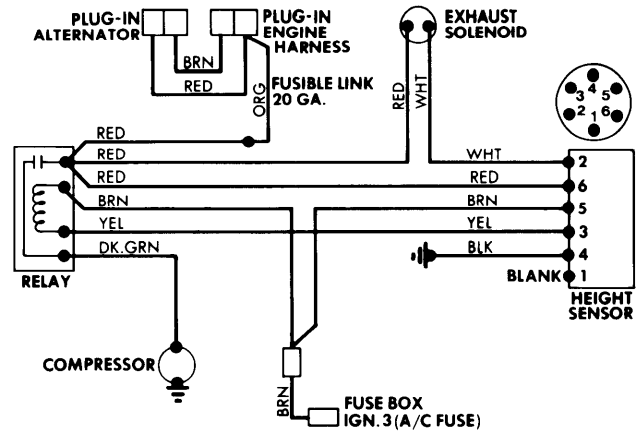 PLUG-IN
ALTERNATOR
PLUG-IN
ENGINE
HARNESS
EXHAUST
SOLENOID
BRN
RED
ORG
FUSIBLE LINK
20 GA.
RED
WHT
3 4 5
2 1 6
RED
RED
RED
BRN
YEL
DK.GRN
WHT
RED
BRN
YEL
BLK
BLANK
2
6
5
3
4
1
RELAY
HEIGHT
SENSOR
COMPRESSOR
BRN
FUSE BOX
IGN. 3 (A/C FUSE)